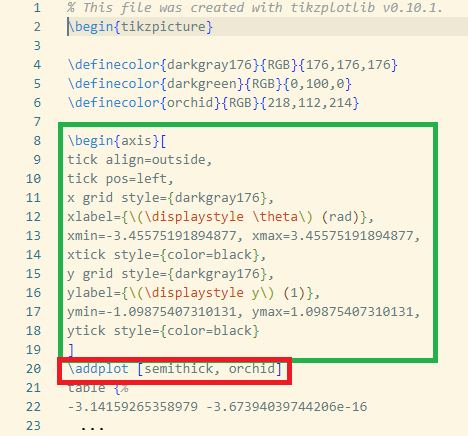 1 % This file was created with tikzplotlib v0.10.1.
2 \begin{tikzpicture}
3
4 \definecolor{darkgray176}{RGB}{176,176,176}
5 \definecolor{darkgreen}{RGB}{0,100,0}
6 \definecolor{orchid}{RGB}{218,112,214}
7
8 \begin{axis}[
9 tick align=outside,
10 tick pos=left,
11 x grid style={darkgray176},
12 xlabel={\(\displaystyle \theta\) (rad)},
13 xmin=-3.45575191894877, xmax=3.45575191894877,
14 xtick style={color=black},
15 y grid style={darkgray176},
16 ylabel={\(\displaystyle y\) (1)},
17 ymin=-1.09875407310131, ymax=1.09875407310131,
18 ytick style={color=black}
19 ]
20 \addplot [semithick, orchid]
21 table {%
22 -3.14159265358979 -3.67394039744206e-16
23 ...